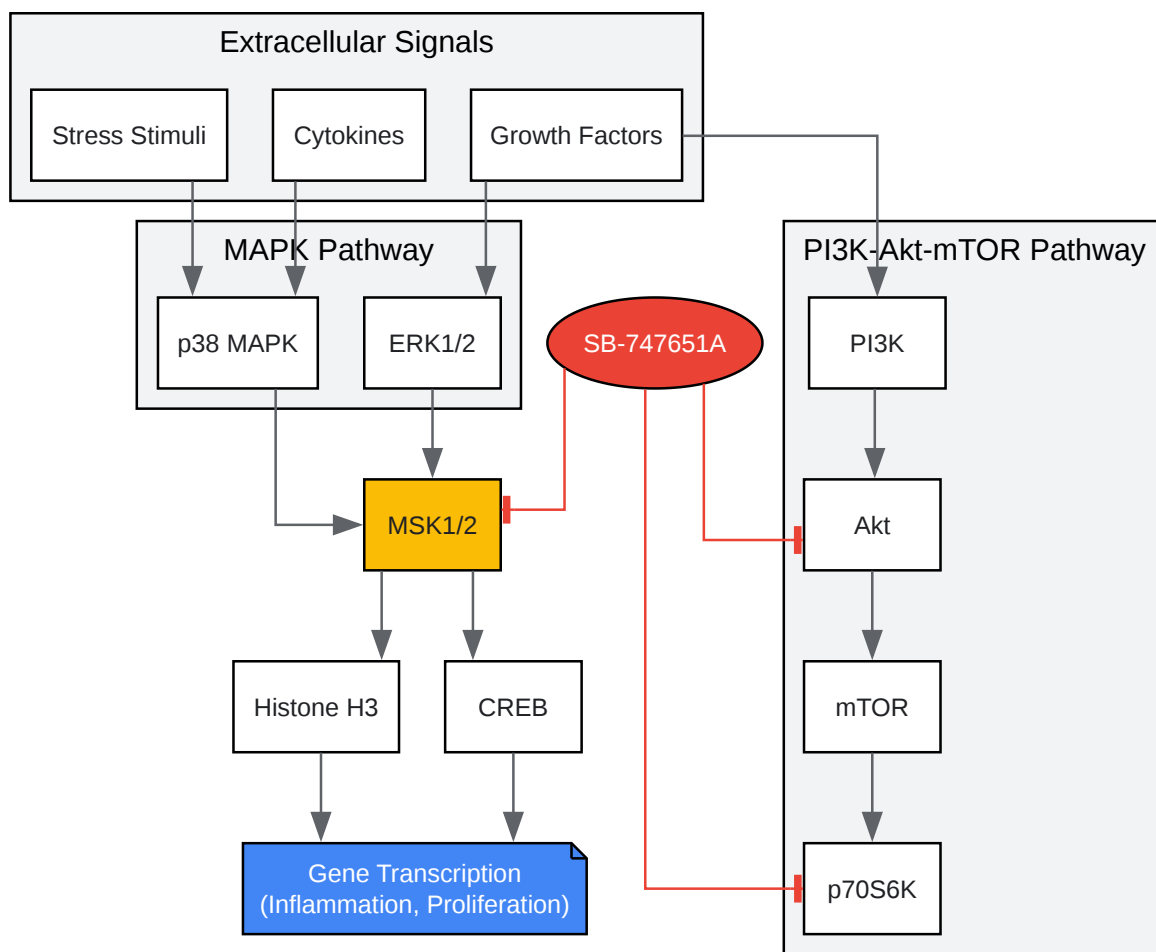 Extracellular Signals
Stress Stimuli
Cytokines
Growth Factors
MAPK Pathway
PI3K-Akt-mTOR Pathway
p38 MAPK
ERK1/2
SB-747651A
PI3K
MSK1/2
Akt
Histone H3
CREB
mTOR
Gene Transcription
(Inflammation, Proliferation)
p70S6K